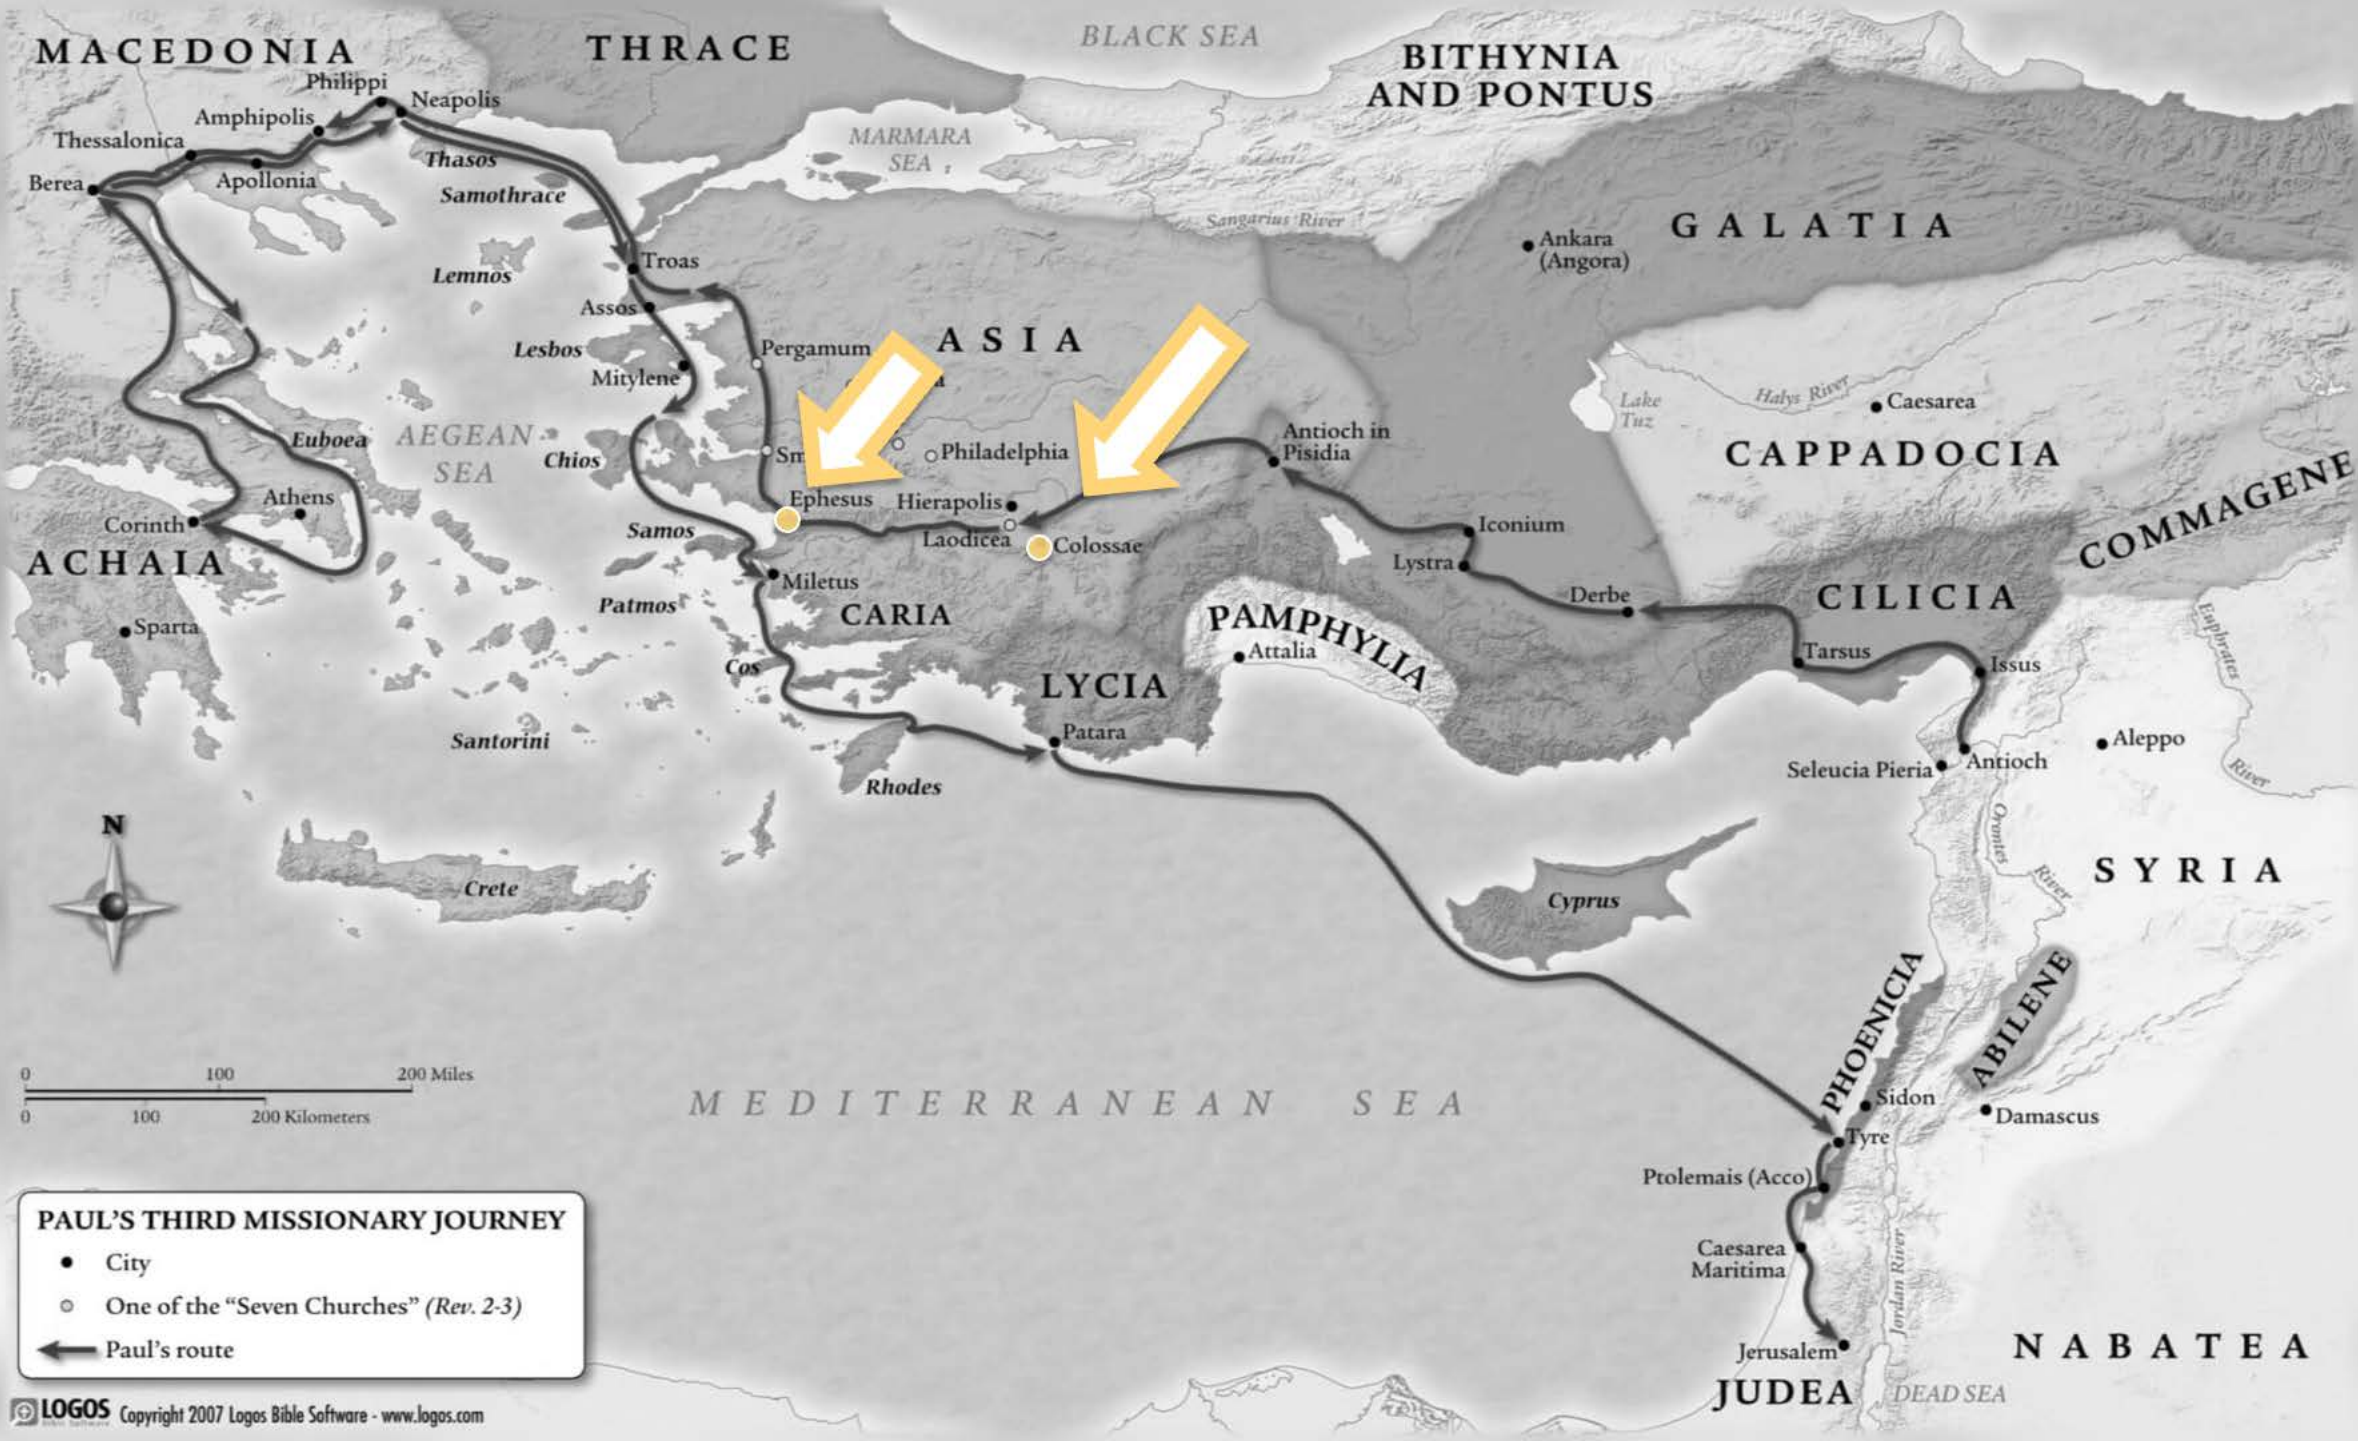 MACEDONIA
THRACE
BLACK SEA
BITHYNIA
AND PONTUS
Philippi
Neapolis
Amphipolis
Thessalonica
Apollonia
Berea
Thasos
Samothrace
MARMARA
SEA
Sangarius River
GALATIA
Ankara
(Angora)
Lemnos
Troas
Assos
Lesbos
Mitylene
Pergamum
ASIA
a
Lake
Tuz
Halys River
Caesarea
CAPPADOCIA
COMMAGENE
AEGEAN
SEA
Euboea
Chios
Sm
Philadelphia
Antioch in
Pisidia
Athens
Corinth
ACHAIA
Sparta
Ephesus
Hierapolis
Laodicea
Colossae
Samos
Miletus
Patmos
CARIA
Iconium
Lystra
Derbe
CILICIA
PAMPHYLIA
Attalia
Tarsus
Issus
Euphrates
River
Cos
LYCIA
Patara
Santorini
Rhodes
Seleucia Pieria
Antioch
Aleppo
Orontes
River
N
Crete
Cyprus
SYRIA
PHOENICIA
ABILENE
0 100 200 Miles
0 100 200 Kilometers
MEDITERRANEAN SEA
Sidon
Damascus
Tyre
Ptolemais (Acco)
Caesarea
Maritima
Jordan River
Jerusalem
JUDEA
DEAD SEA
NABATEA
PAUL'S THIRD MISSIONARY JOURNEY
City
One of the “Seven Churches” (Rev. 2-3)
Paul's route
LOGOS
Bible Software
Copyright 2007 Logos Bible Software - www.logos.com